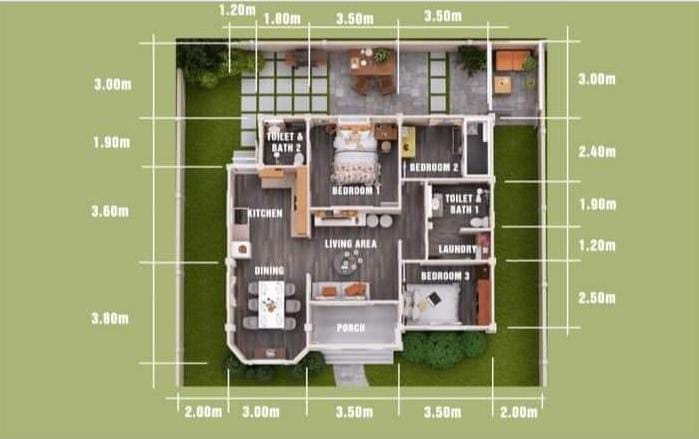 1.20m
1.80m
3.50m
3.50m
3.00m
3.00m
1.90m
2.40m
TOILET &
BATH 2
BEDROOM 1
BEDROOM 2
3.60m
1.90m
TOILET &
BATH 1
KITCHEN
LIVING AREA
LAUNDRY
1.20m
DINING
BEDROOM 3
2.50m
3.80m
PORCH
2.00m
3.00m
3.50m
3.50m
2.00m